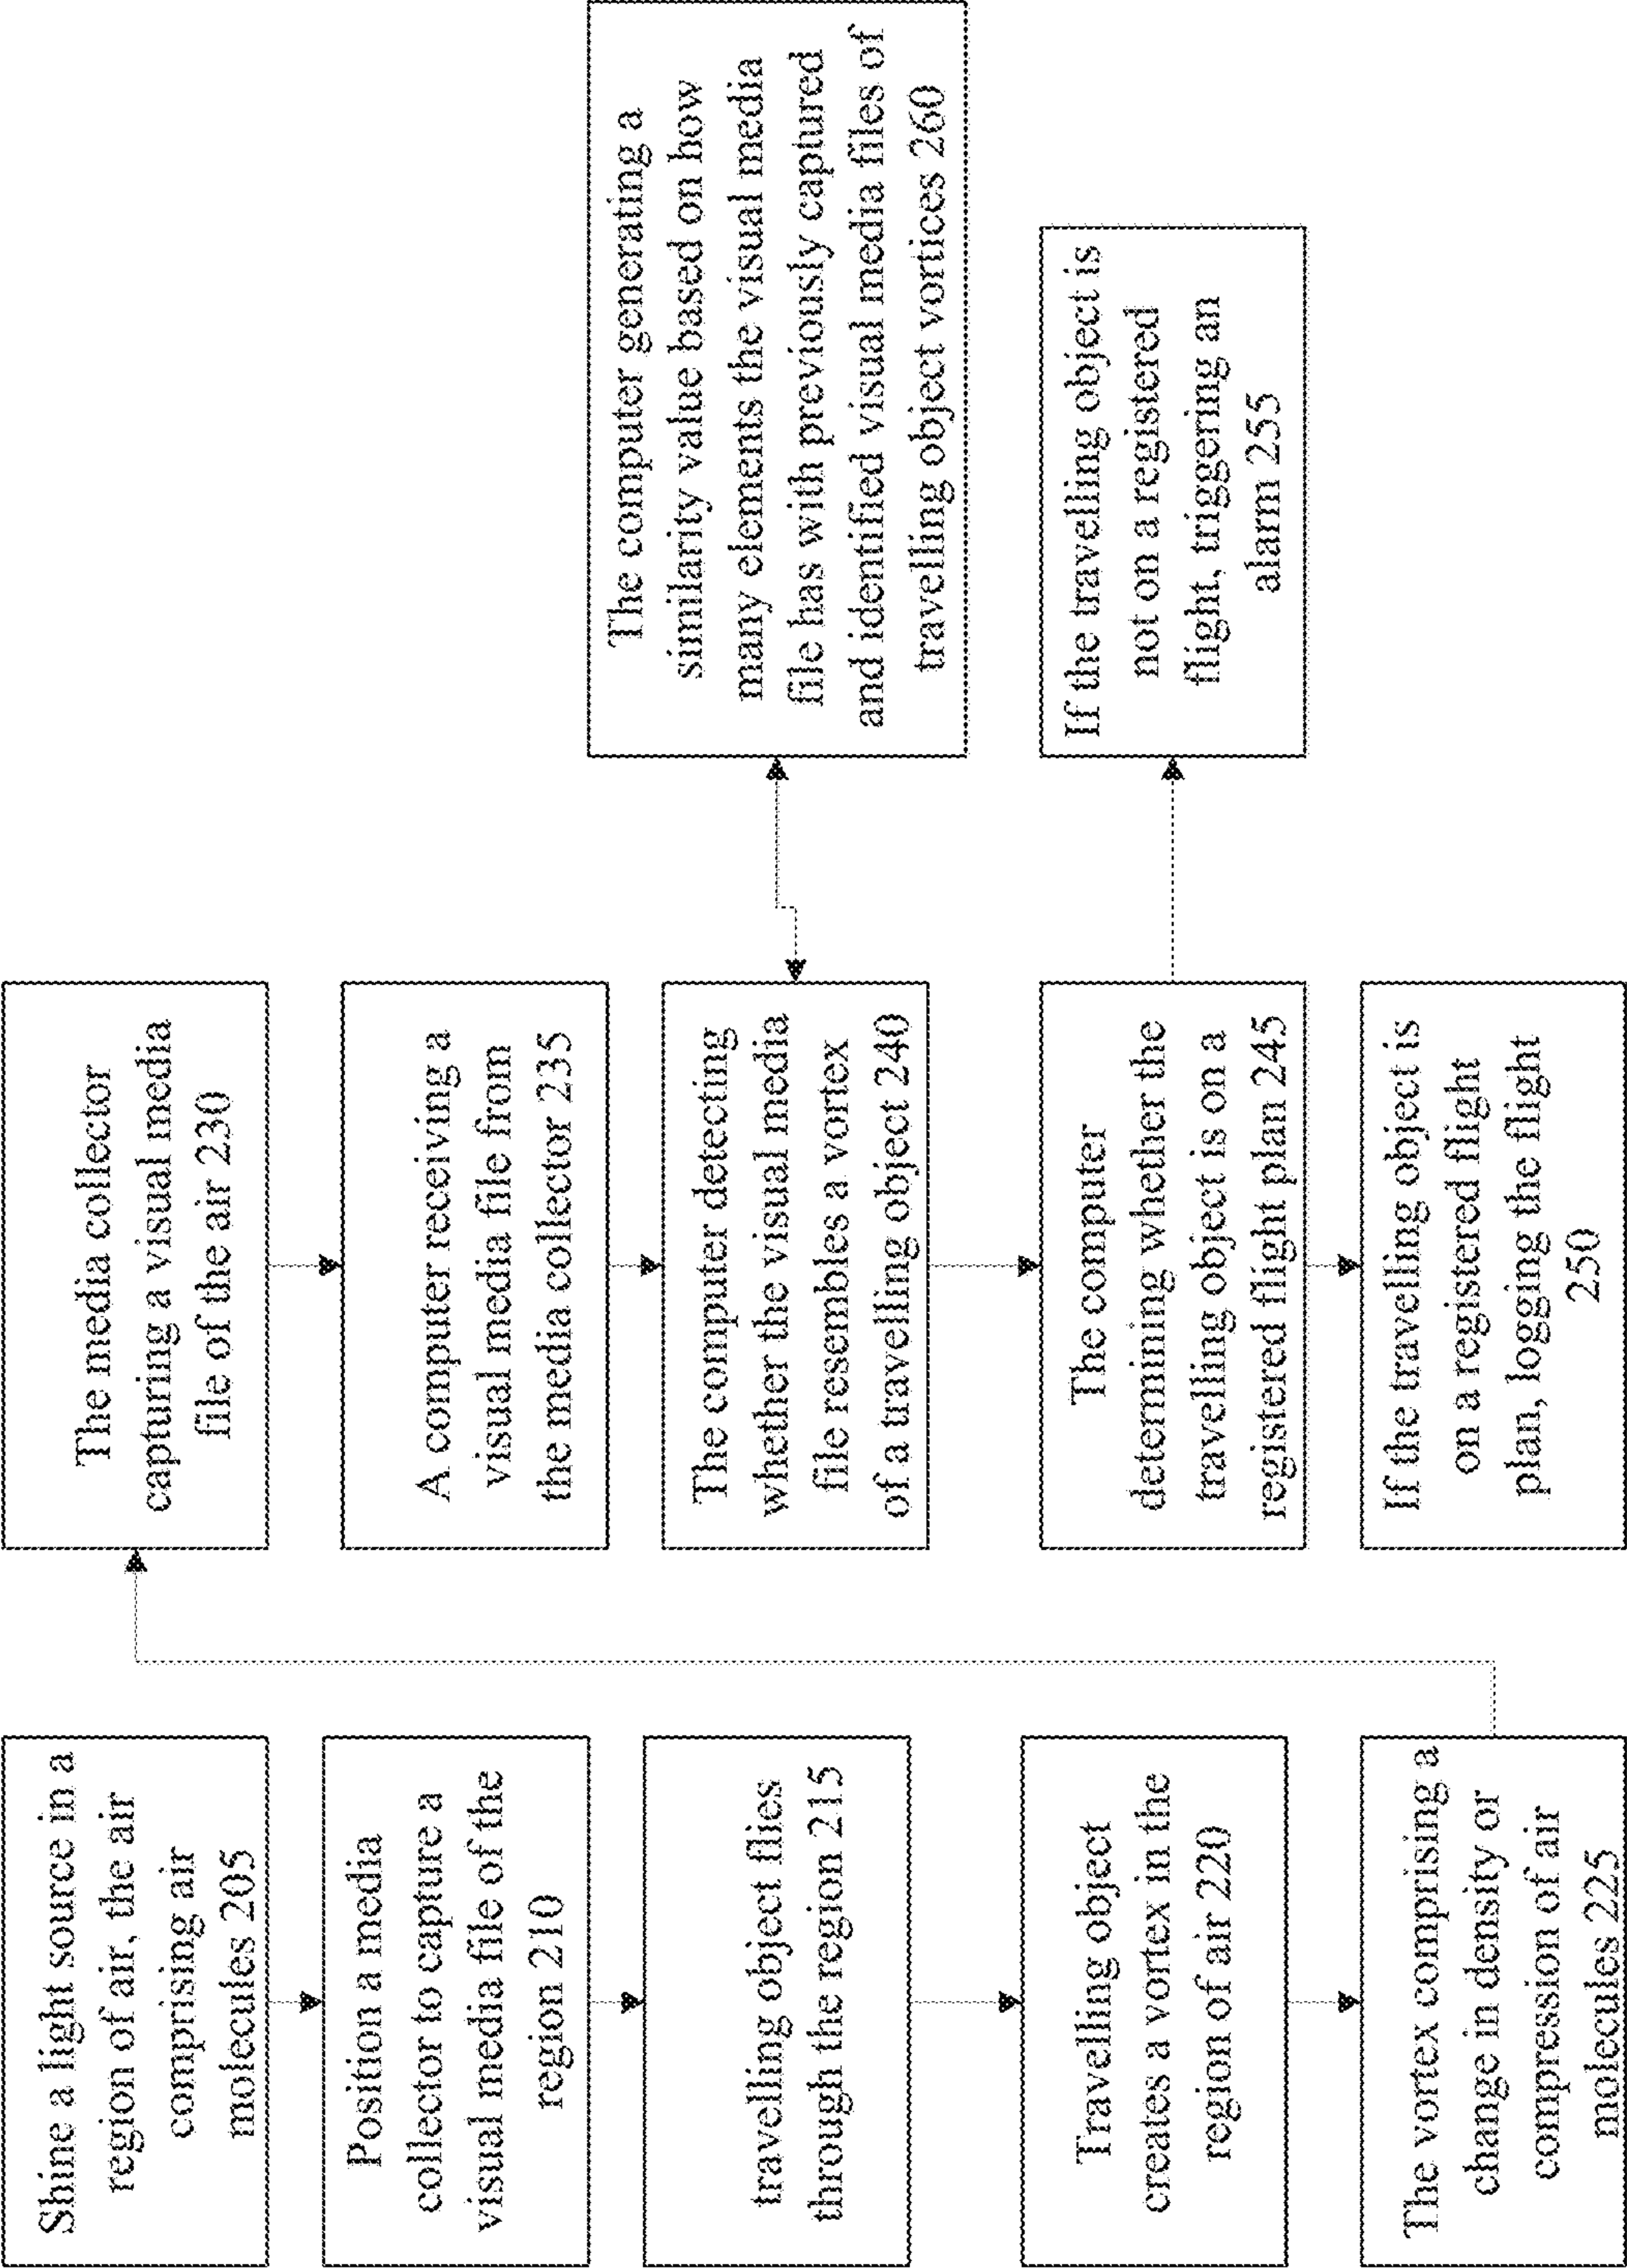 Shine a light source in a
region of air, the air
comprising air
molecules 205
Position a media
collector to capture a
visual media file of the
region 210
travelling object flies
through the region 215
Travelling object
creates a vortex in the
region of air 220
The vortex comprising a
change in density or
compression of air
molecules 225
The media collector
capturing a visual media
file of the air 230
A computer receiving a
visual media file from
the media collector 235
The computer detecting
whether the visual media
file resembles a vortex
of a travelling object 240
The computer
determining whether the
travelling object is on a
registered flight plan 245
If the travelling object is
on a registered flight
plan, logging the flight
250
The computer generating a
similarity value based on how
many elements the visual media
file has with previously captured
and identified visual media files of
travelling object vortices 260
If the travelling object is
not on a registered
flight, triggering an
alarm 255